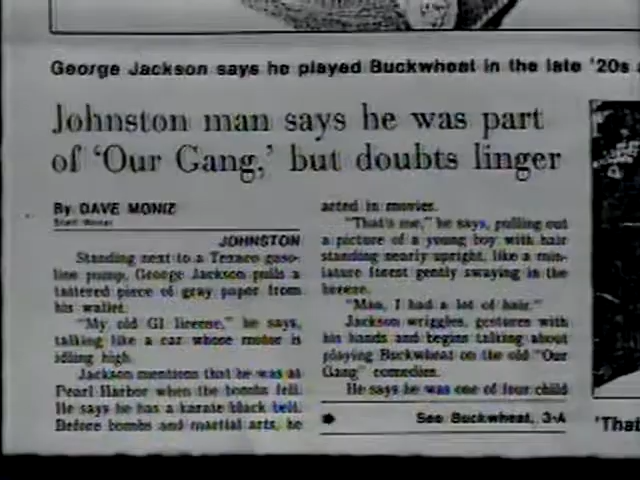 George Jackson says he played Buckwheat in the late '20s
Johnston man says he was part
of 'Our Gang,' but doubts linger
By DAVE MONIZ
Staff Writer
JOHNSTON
Standing next to a Texaco gaso-
line pump, George Jackson pulls a
tattered piece of gray paper from
his wallet.
"My old GI license," he says,
talking like a car whose motor is
idling high.
Jackson mentions that he was at
Pearl Harbor when the bombs fell.
He says he has a karate black belt.
Before bombs and martial arts, he
acted in movies.
"That's me," he says, pulling out
a picture of a young boy with hair
standing nearly upright, like a min-
iature forest gently swaying in the
breeze.
"Man, I had a lot of hair."
Jackson wriggles, gestures with
his hands and begins talking about
playing Buckwheat on the old "Our
Gang" comedies.
He says he was one of four child
See Buckwheat, 3-A
'That